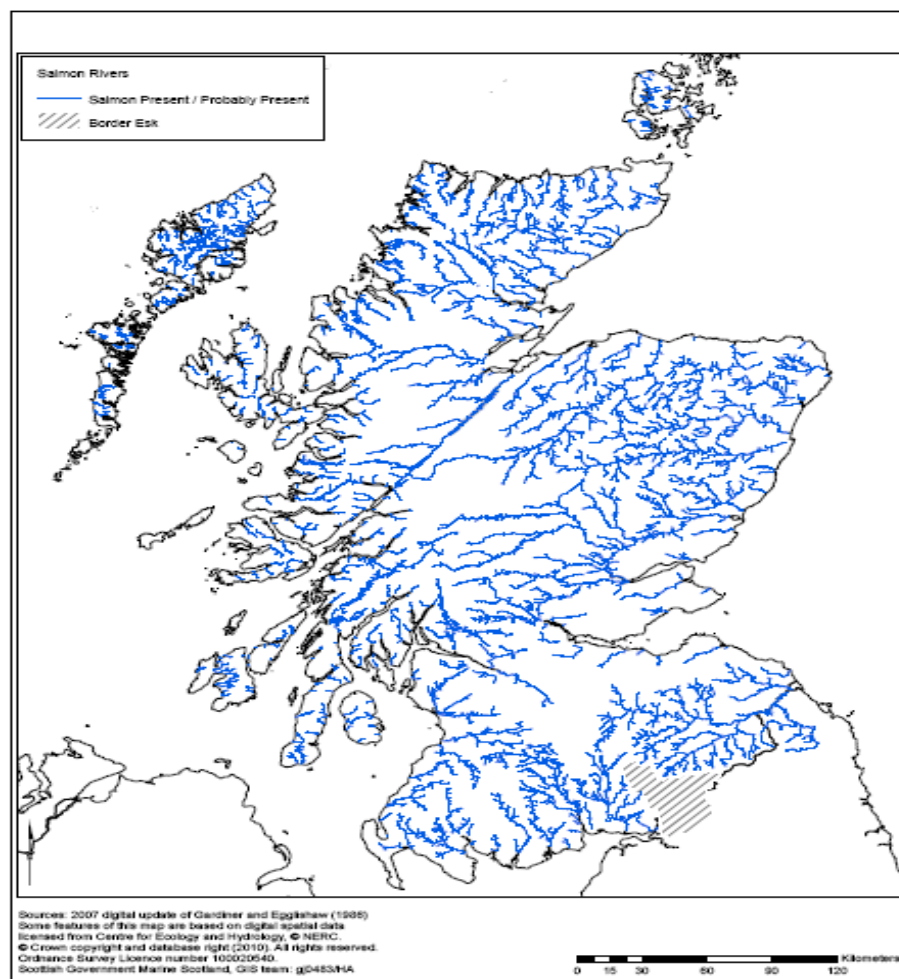 Salmon Rivers
Salmon Present / Probably Present
Border Esk
Sources: 2007 digital update of Gardiner and Egglishaw (1986)
Some features of this map are based on digital spatial data
licensed from Centre for Ecology and Hydrology, © NERC.
© Crown copyright and database right (2010). All rights reserved.
Ordnance Survey Licence number 100020540.
Scottish Government Marine Scotland, GIS team: gj0483/HA
Kilometers
0 15 30 60 90 120